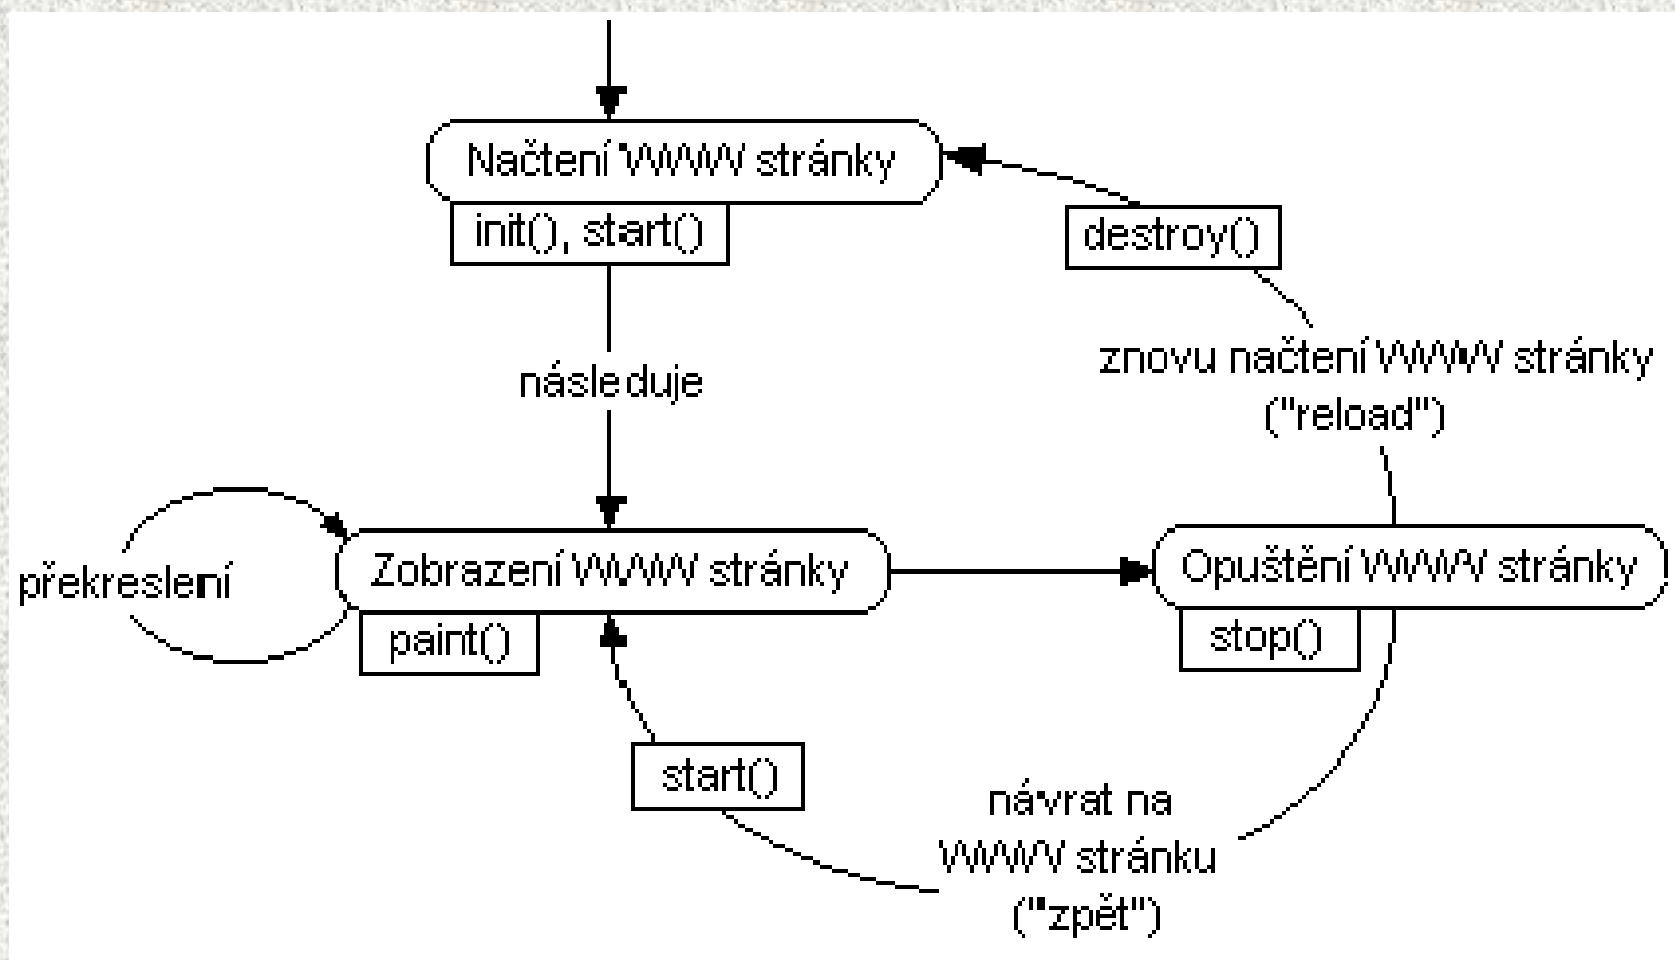 Načtení WWW stránky
init(), start()
destroy()
znovu načtení WWW stránky
("reload")
následuje
překreslení
Zobrazení WWW stránky
paint()
Opuštění WWW stránky
stop()
start()
návrat na
WWW stránku
("zpět")